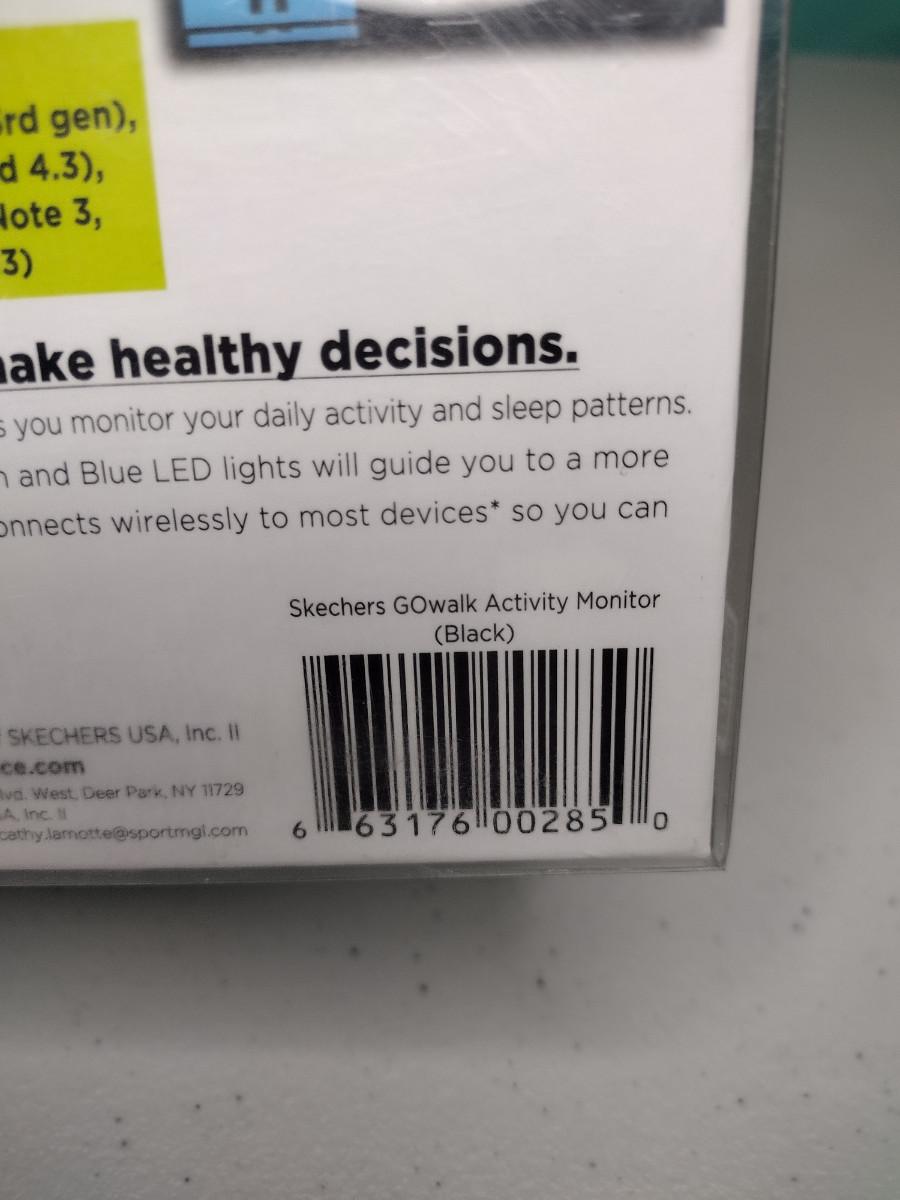 3rd gen),
d 4.3),
Note 3,
3)
make healthy decisions.
s you monitor your daily activity and sleep patterns.
n and Blue LED lights will guide you to a more
onnects wirelessly to most devices* so you can
Skechers GOwalk Activity Monitor
(Black)
SKECHERS USA, Inc. II
ce.com
lvd. West, Deer Park, NY 11729
A, Inc. II
cathy.lamotte@sportmgl.com
6 63176 00285 0